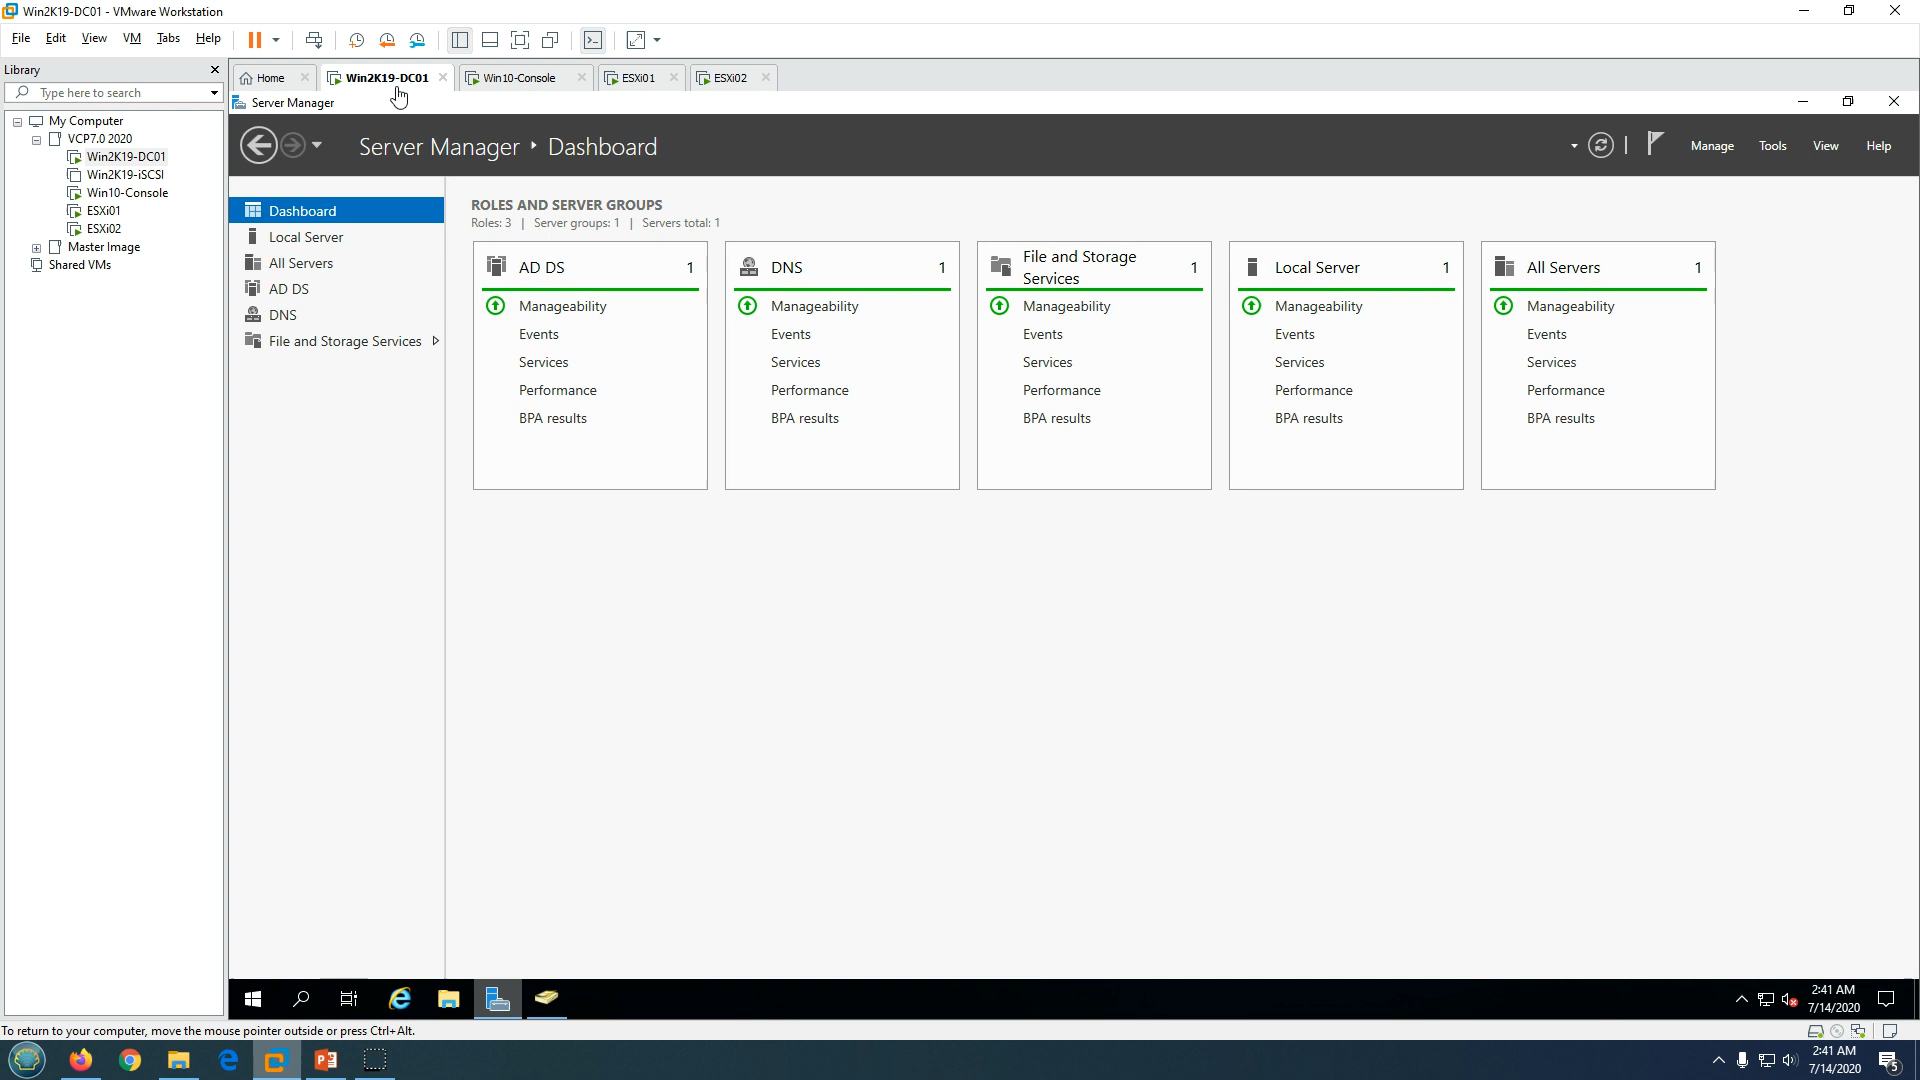 Win2K19-DC01 - VMware Workstation
File Edit View VM Tabs Help
Library
Type here to search
My Computer
VCP7.0 2020
Win2K19-DC01
Win2K19-iSCSI
Win10-Console
ESXi01
ESXi02
Master Image
Shared VMs
Home Win2K19-DC01 Win10-Console ESXi01 ESXi02
Server Manager
Server Manager Dashboard
Manage Tools View Help
Dashboard
Local Server
All Servers
AD DS
DNS
File and Storage Services
ROLES AND SERVER GROUPS
Roles: 3 | Server groups: 1 | Servers total: 1
AD DS 1
Manageability
Events
Services
Performance
BPA results
DNS 1
Manageability
Events
Services
Performance
BPA results
File and Storage
Services 1
Manageability
Events
Services
Performance
BPA results
Local Server 1
Manageability
Events
Services
Performance
BPA results
All Servers 1
Manageability
Events
Services
Performance
BPA results
2:41 AM
7/14/2020
To return to your computer, move the mouse pointer outside or press Ctrl+Alt.
2:41 AM
7/14/2020
5